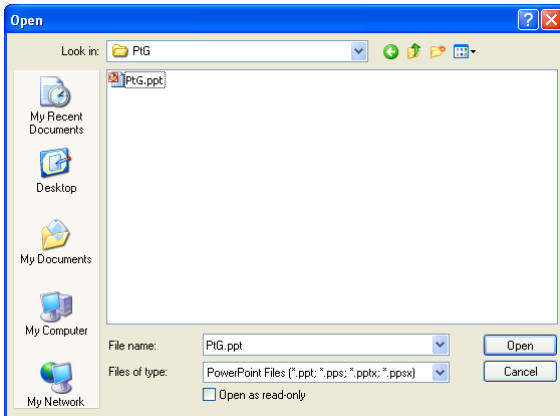 Open
Look in:
PtG
PtG.ppt
My Recent
Documents
Desktop
My Documents
My Computer
My Network
File name:
PtG.ppt
Open
Files of type:
PowerPoint Files (*.ppt; *.pps; *.pptx; *.ppsx)
Cancel
Open as read-only